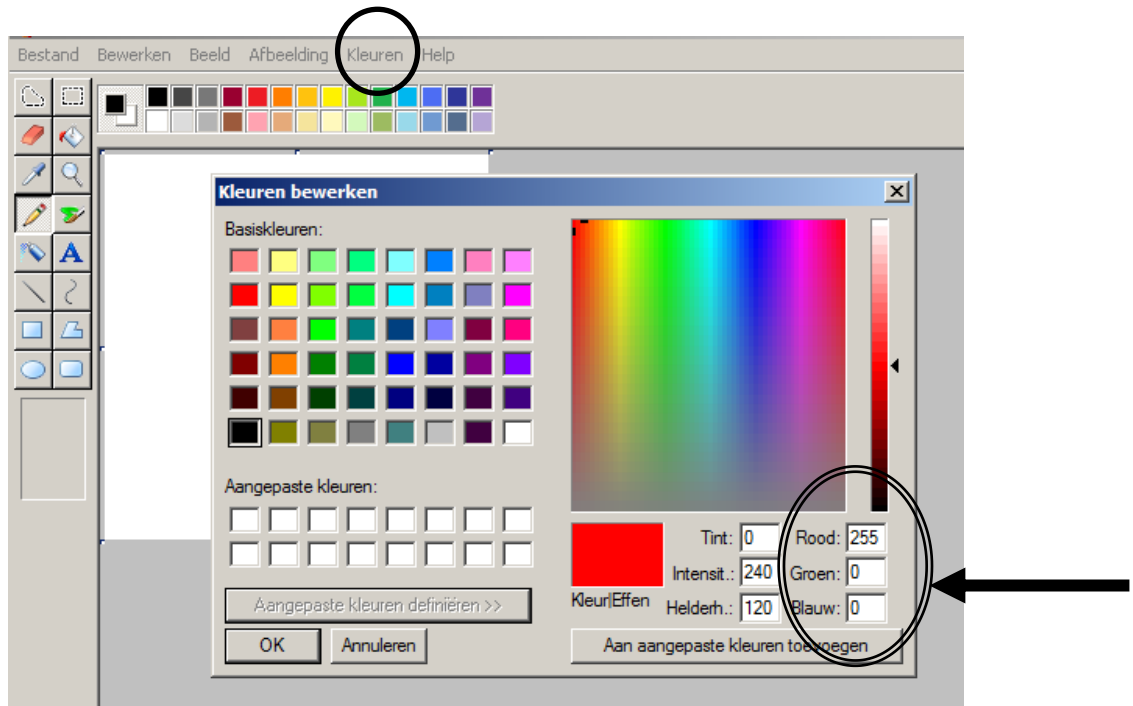 Bestand Bewerken Beeld Afbeelding Kleuren Help
A
Kleuren bewerken
Basiskleuren:
Aangepaste kleuren:
Aangepaste kleuren definiëren >>
OK Annuleren
Tint: 0 Rood: 255
Intensit.: 240 Groen: 0
Kleur|Effen Helderh.: 120 Blauw: 0
Aan aangepaste kleuren toevoegen